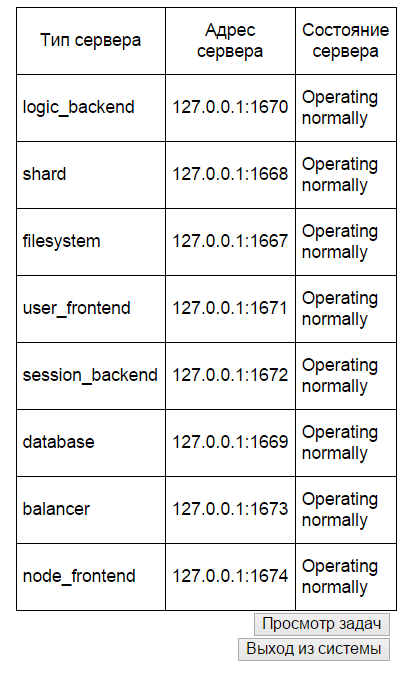 Тип сервера
Адрес
сервера
Состояние
сервера
logic_backend
127.0.0.1:1670
Operating
normally
shard
127.0.0.1:1668
Operating
normally
filesystem
127.0.0.1:1667
Operating
normally
user_frontend
127.0.0.1:1671
Operating
normally
session_backend
127.0.0.1:1672
Operating
normally
database
127.0.0.1:1669
Operating
normally
balancer
127.0.0.1:1673
Operating
normally
node_frontend
127.0.0.1:1674
Operating
normally
Просмотр задач
Выход из системы